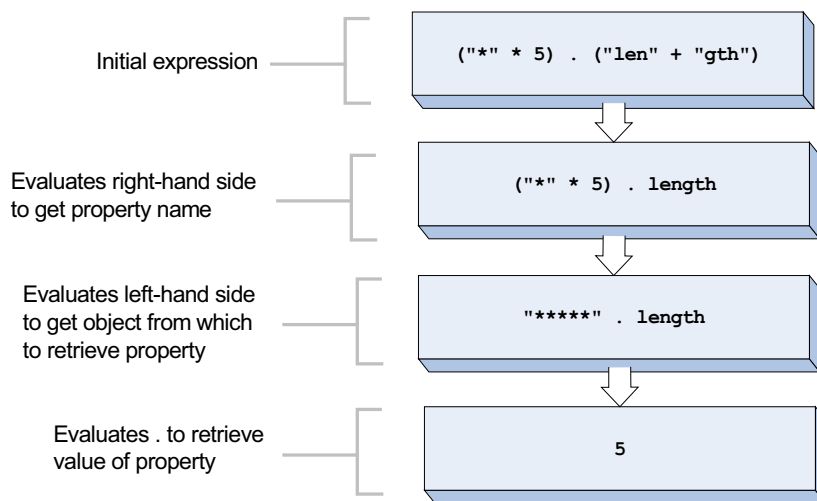 Initial expression
("*" * 5) . ("len" + "gth")
Evaluates right-hand side
to get property name
("*" * 5) . length
Evaluates left-hand side
to get object from which
to retrieve property
"*****" . length
Evaluates . to retrieve
value of property
5